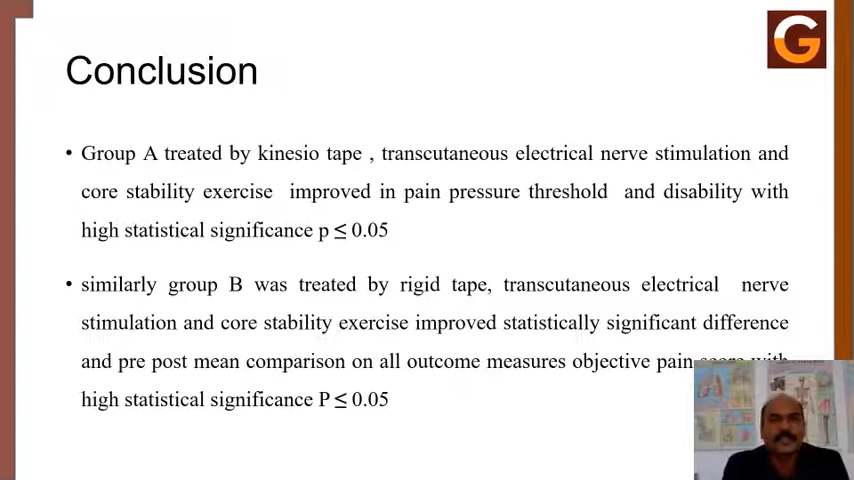 G
Conclusion
• Group A treated by kinesio tape , transcutaneous electrical nerve stimulation and
core stability exercise improved in pain pressure threshold and disability with
high statistical significance p ≤ 0.05
• similarly group B was treated by rigid tape, transcutaneous electrical nerve
stimulation and core stability exercise improved statistically significant difference
and pre post mean comparison on all outcome measures objective pain score with
high statistical significance P ≤ 0.05